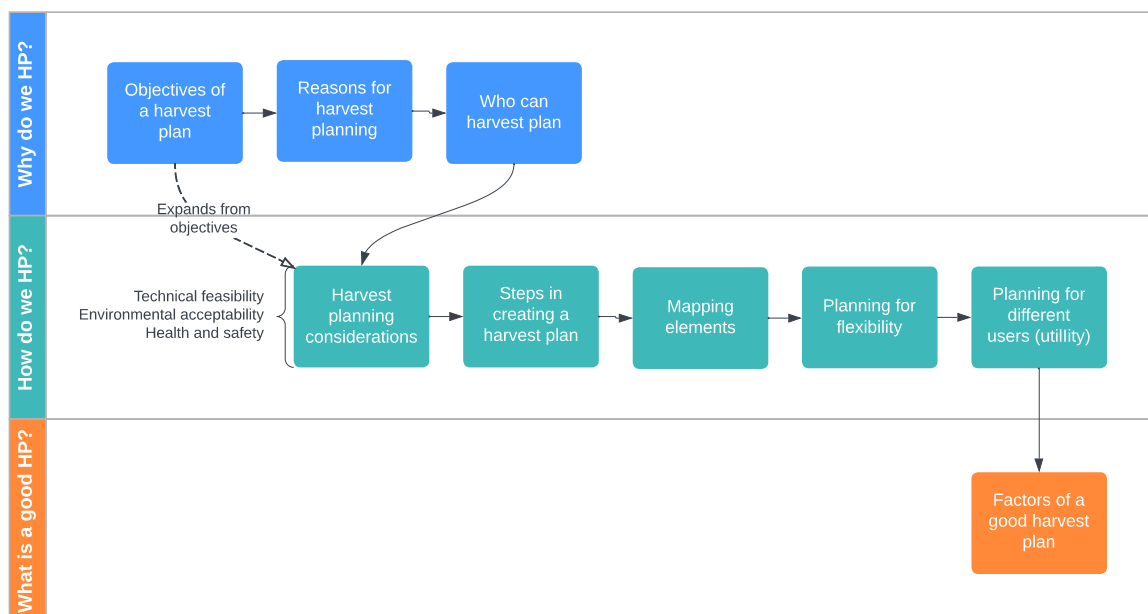 Why do we HP?
Objectives of
a harvest
plan
Reasons for
harvest
planning
Who can
harvest plan
Expands from
objectives
How do we HP?
Technical feasibility
Environmental acceptability
Health and safety
Harvest
planning
considerations
Steps in
creating a
harvest plan
Mapping
elements
Planning for
flexibility
Planning for
different
users (utillity)
What is a good HP?
Factors of a
good harvest
plan